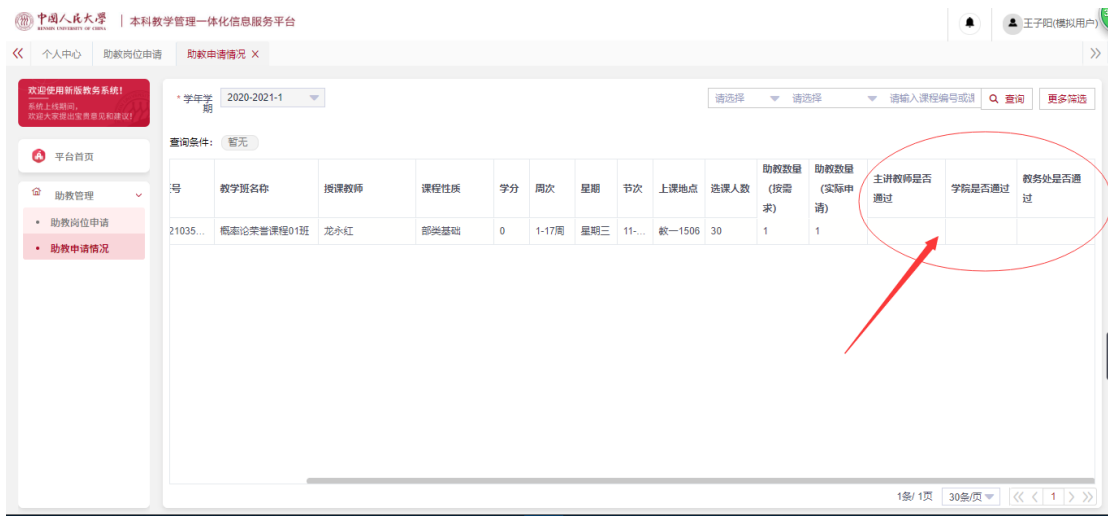 中国人民大学
RENMIN UNIVERSITY OF CHINA
本科教学管理一体化信息服务平台
王子阳(模拟用户)
个人中心
助教岗位申请
助教申请情况 ×
欢迎使用新版教务系统！
系统上线期间，
欢迎大家提出宝贵意见和建议！
平台首页
助教管理
• 助教岗位申请
• 助教申请情况
* 学年学
期
2020-2021-1
请选择
请选择
请输入课程编号或
查询
更多筛选
查询条件：
暂无
号
教学班名称
授课教师
课程性质
学分
周次
星期
节次
上课地点
选课人数
助教数量
(按需
求)
助教数量
(实际申
请)
主讲教师是否
通过
学院是否通过
教务处是否通
过
21035...
概率论荣誉课程01班
龙永红
部类基础
0
1-17周
星期三
11-...
教一1506
30
1
1
1条/ 1页
30条/页
1